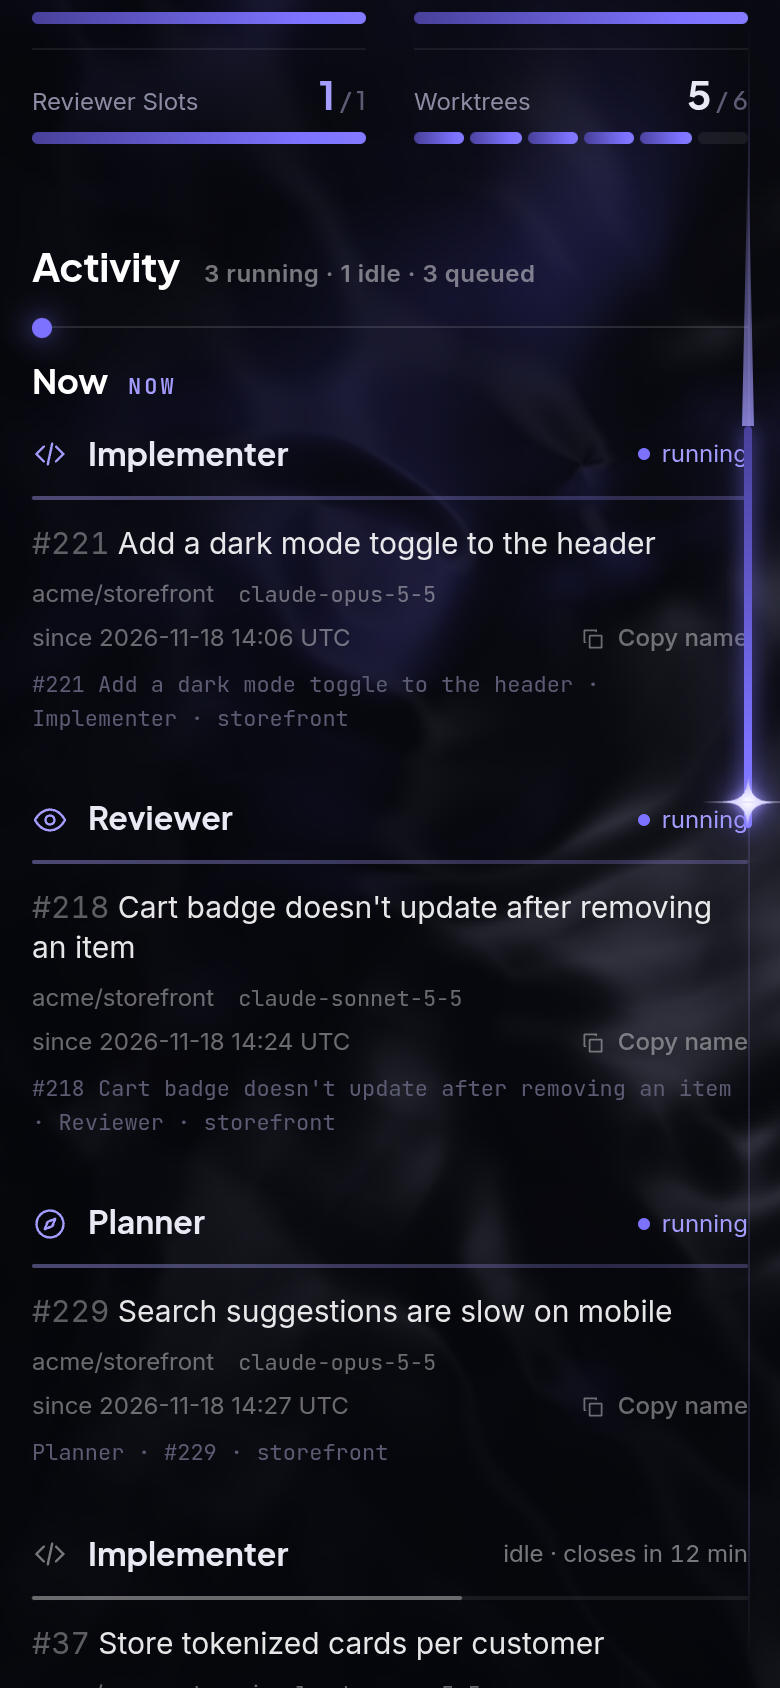 Reviewer Slots 1 / 1
Worktrees 5 / 6
Activity 3 running · 1 idle · 3 queued
Now NOW
Implementer running
#221 Add a dark mode toggle to the header
acme/storefront claude-opus-5-5
since 2026-11-18 14:06 UTC Copy name
#221 Add a dark mode toggle to the header ·
Implementer · storefront
Reviewer running
#218 Cart badge doesn't update after removing
an item
acme/storefront claude-sonnet-5-5
since 2026-11-18 14:24 UTC Copy name
#218 Cart badge doesn't update after removing an item
· Reviewer · storefront
Planner running
#229 Search suggestions are slow on mobile
acme/storefront claude-opus-5-5
since 2026-11-18 14:27 UTC Copy name
Planner · #229 · storefront
Implementer idle · closes in 12 min
#37 Store tokenized cards per customer